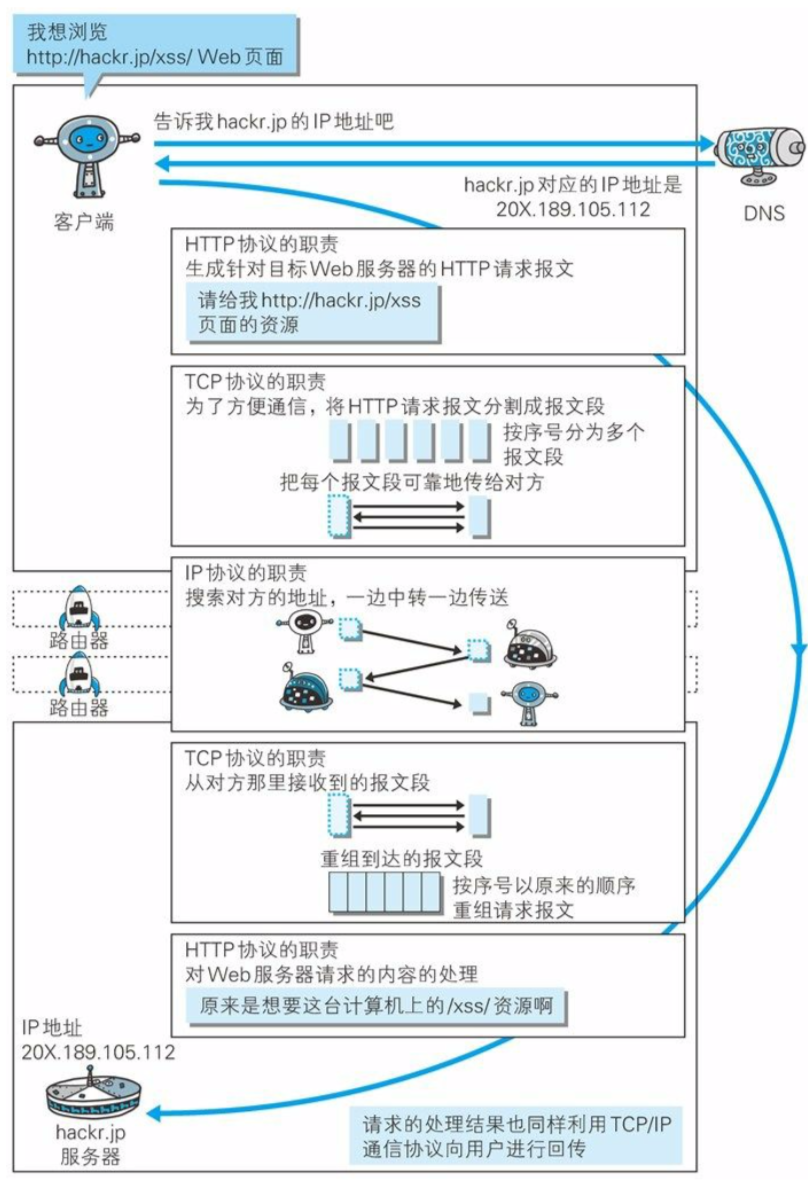 我想浏览
http://hackr.jp/xss/ Web页面
告诉我hackr.jp的IP地址吧
hackr.jp对应的IP地址是
20X.189.105.112
客户端
DNS
HTTP协议的职责
生成针对目标Web服务器的HTTP请求报文
请给我http://hackr.jp/xss
页面的资源
TCP协议的职责
为了方便通信，将HTTP请求报文分割成报文段
按序号分为多个
报文段
把每个报文段可靠地传给对方
IP协议的职责
搜索对方的地址，一边中转一边传送
路由器
路由器
TCP协议的职责
从对方那里接收到的报文段
重组到达的报文段
按序号以原来的顺序
重组请求报文
HTTP协议的职责
对Web服务器请求的内容的处理
原来是想要这台计算机上的/xss/资源啊
IP地址
20X.189.105.112
hackr.jp
服务器
请求的处理结果也同样利用TCP/IP
通信协议向用户进行回传